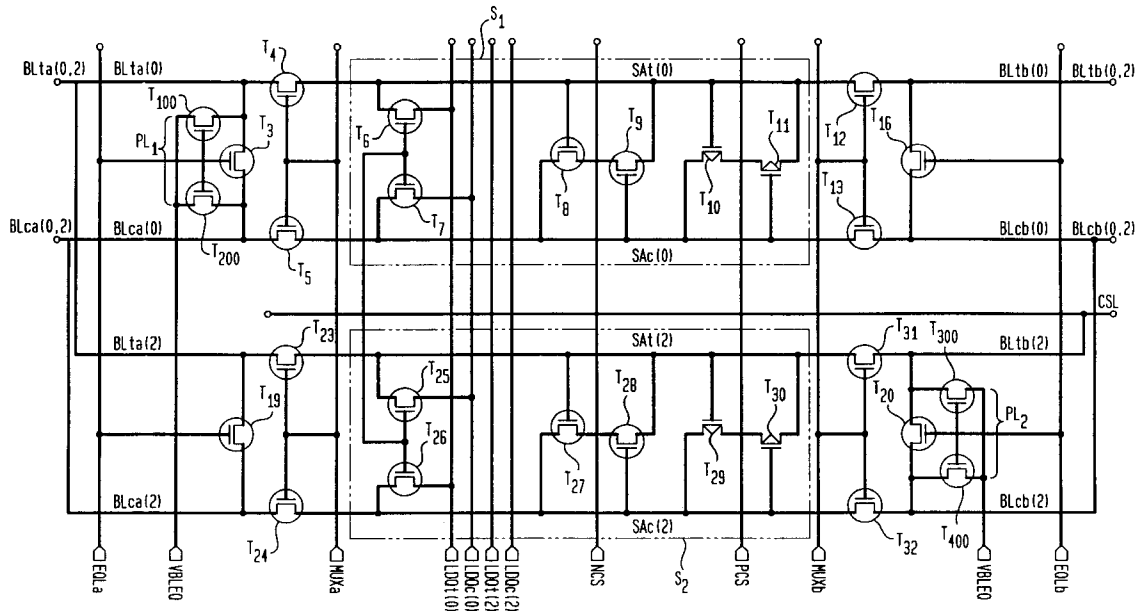 S1
BLta(0,2) BLta(0) T4 SAt(0) BLtb(0) BLtb(0,2)
T100 T3 T6 T9 T11 T12 T16
PL1
T8 T10 T13
T7
BLca(0,2) BLca(0) BLcb(0) BLcb(0,2)
T200 T5 SAc(0)
CSL
T23 T31 T300
BLta(2) SAt(2) BLtb(2)
T25 T28 T30 T20 PL2
T19
T26 T27 T29
BLca(2) BLcb(2)
T24 SAc(2) T32 T400
S2
EQLa VBLEQ MUXa LDQt(0) LDQc(0) LDQt(2) LDQc(2) NCS PCS MUXb VBLEQ EQLb